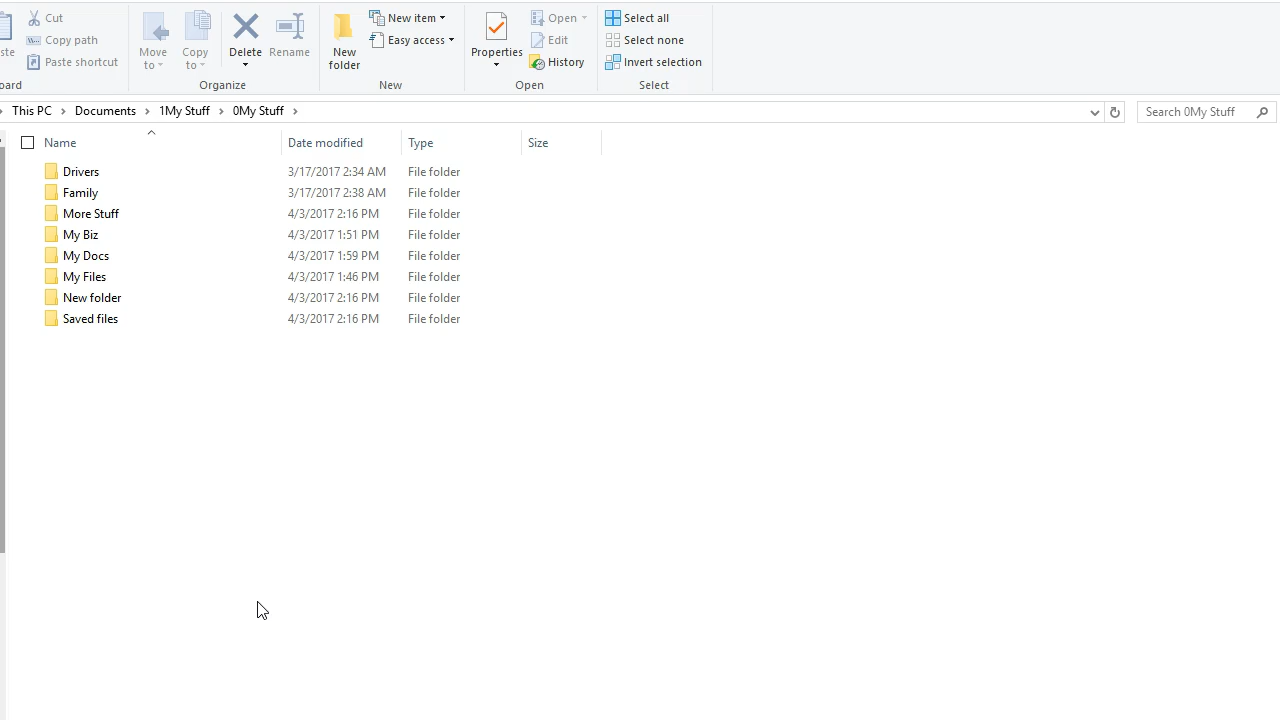 Cut
Copy path
Paste shortcut
Move to
Copy to
Delete
Rename
Organize
New folder
New item
Easy access
New
Properties
Open
Edit
History
Open
Select all
Select none
Invert selection
Select
This PC > Documents > 1My Stuff > 0My Stuff >
Search 0My Stuff
Name Date modified Type Size
Drivers 3/17/2017 2:34 AM File folder
Family 3/17/2017 2:38 AM File folder
More Stuff 4/3/2017 2:16 PM File folder
My Biz 4/3/2017 1:51 PM File folder
My Docs 4/3/2017 1:59 PM File folder
My Files 4/3/2017 1:46 PM File folder
New folder 4/3/2017 2:16 PM File folder
Saved files 4/3/2017 2:16 PM File folder